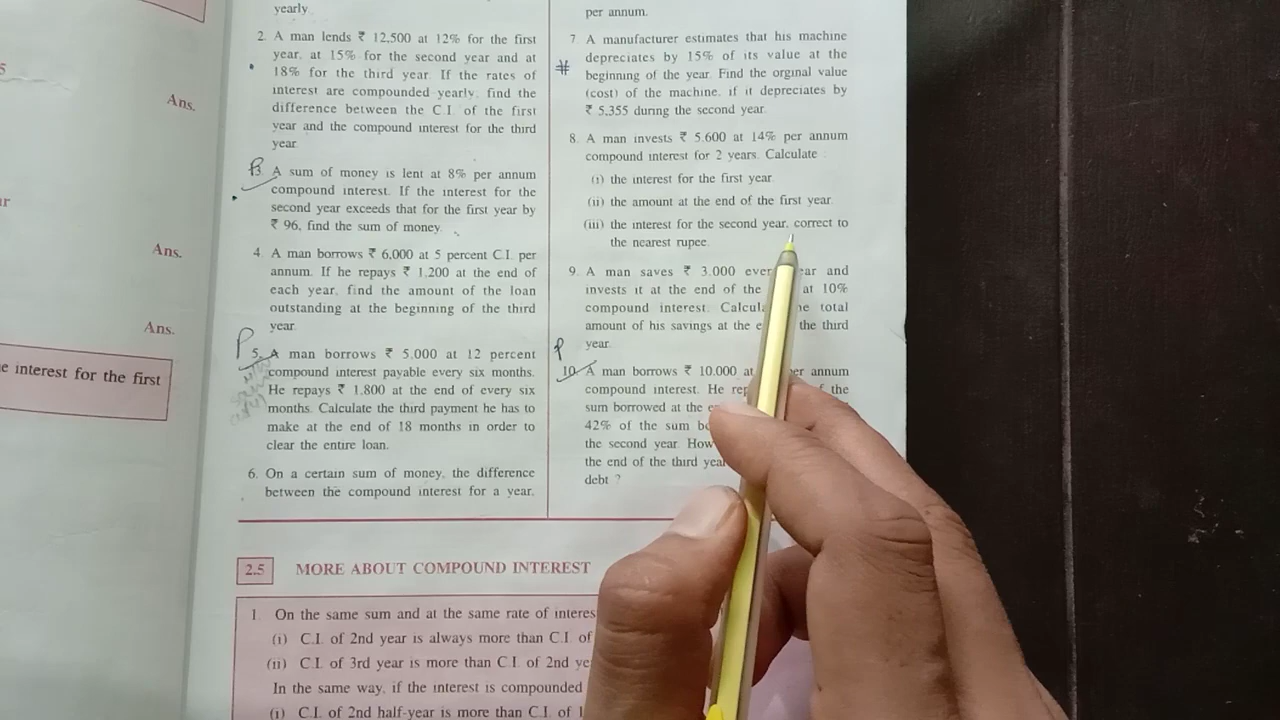 5
Ans.
ır
Ans.
Ans.
e interest for the first
yearly.
2. A man lends ₹ 12,500 at 12% for the first
year, at 15% for the second year and at
18% for the third year. If the rates of
interest are compounded yearly; find the
difference between the C.I. of the first
year and the compound interest for the third
year.
3. A sum of money is lent at 8% per annum
compound interest. If the interest for the
second year exceeds that for the first year by
₹ 96, find the sum of money.
4. A man borrows ₹ 6,000 at 5 percent C.I. per
annum. If he repays ₹ 1,200 at the end of
each year, find the amount of the loan
outstanding at the beginning of the third
year.
P
5. A man borrows ₹ 5,000 at 12 percent
compound interest payable every six months.
He repays ₹ 1,800 at the end of every six
months. Calculate the third payment he has to
make at the end of 18 months in order to
clear the entire loan.
6. On a certain sum of money, the difference
between the compound interest for a year,
per annum.
7. A manufacturer estimates that his machine
depreciates by 15% of its value at the
beginning of the year. Find the orginal value
(cost) of the machine, if it depreciates by
₹ 5,355 during the second year.
#
8. A man invests ₹ 5,600 at 14% per annum
compound interest for 2 years. Calculate :
(i) the interest for the first year.
(ii) the amount at the end of the first year.
(iii) the interest for the second year, correct to
the nearest rupee.
9. A man saves ₹ 3,000 ever ar and
invests it at the end of the at 10%
compound interest. Calcula he total
amount of his savings at the e the third
year.
P
10. A man borrows ₹ 10,000 at er annum
compound interest. He rep f the
sum borrowed at the e
42% of the sum bo
the second year. How
the end of the third year
debt ?
2.5 MORE ABOUT COMPOUND INTEREST
1. On the same sum and at the same rate of interes
(i) C.I. of 2nd year is always more than C.I. of
(ii) C.I. of 3rd year is more than C.I. of 2nd ye
In the same way, if the interest is compounded
(i) C.I. of 2nd half-year is more than C.I. of 1